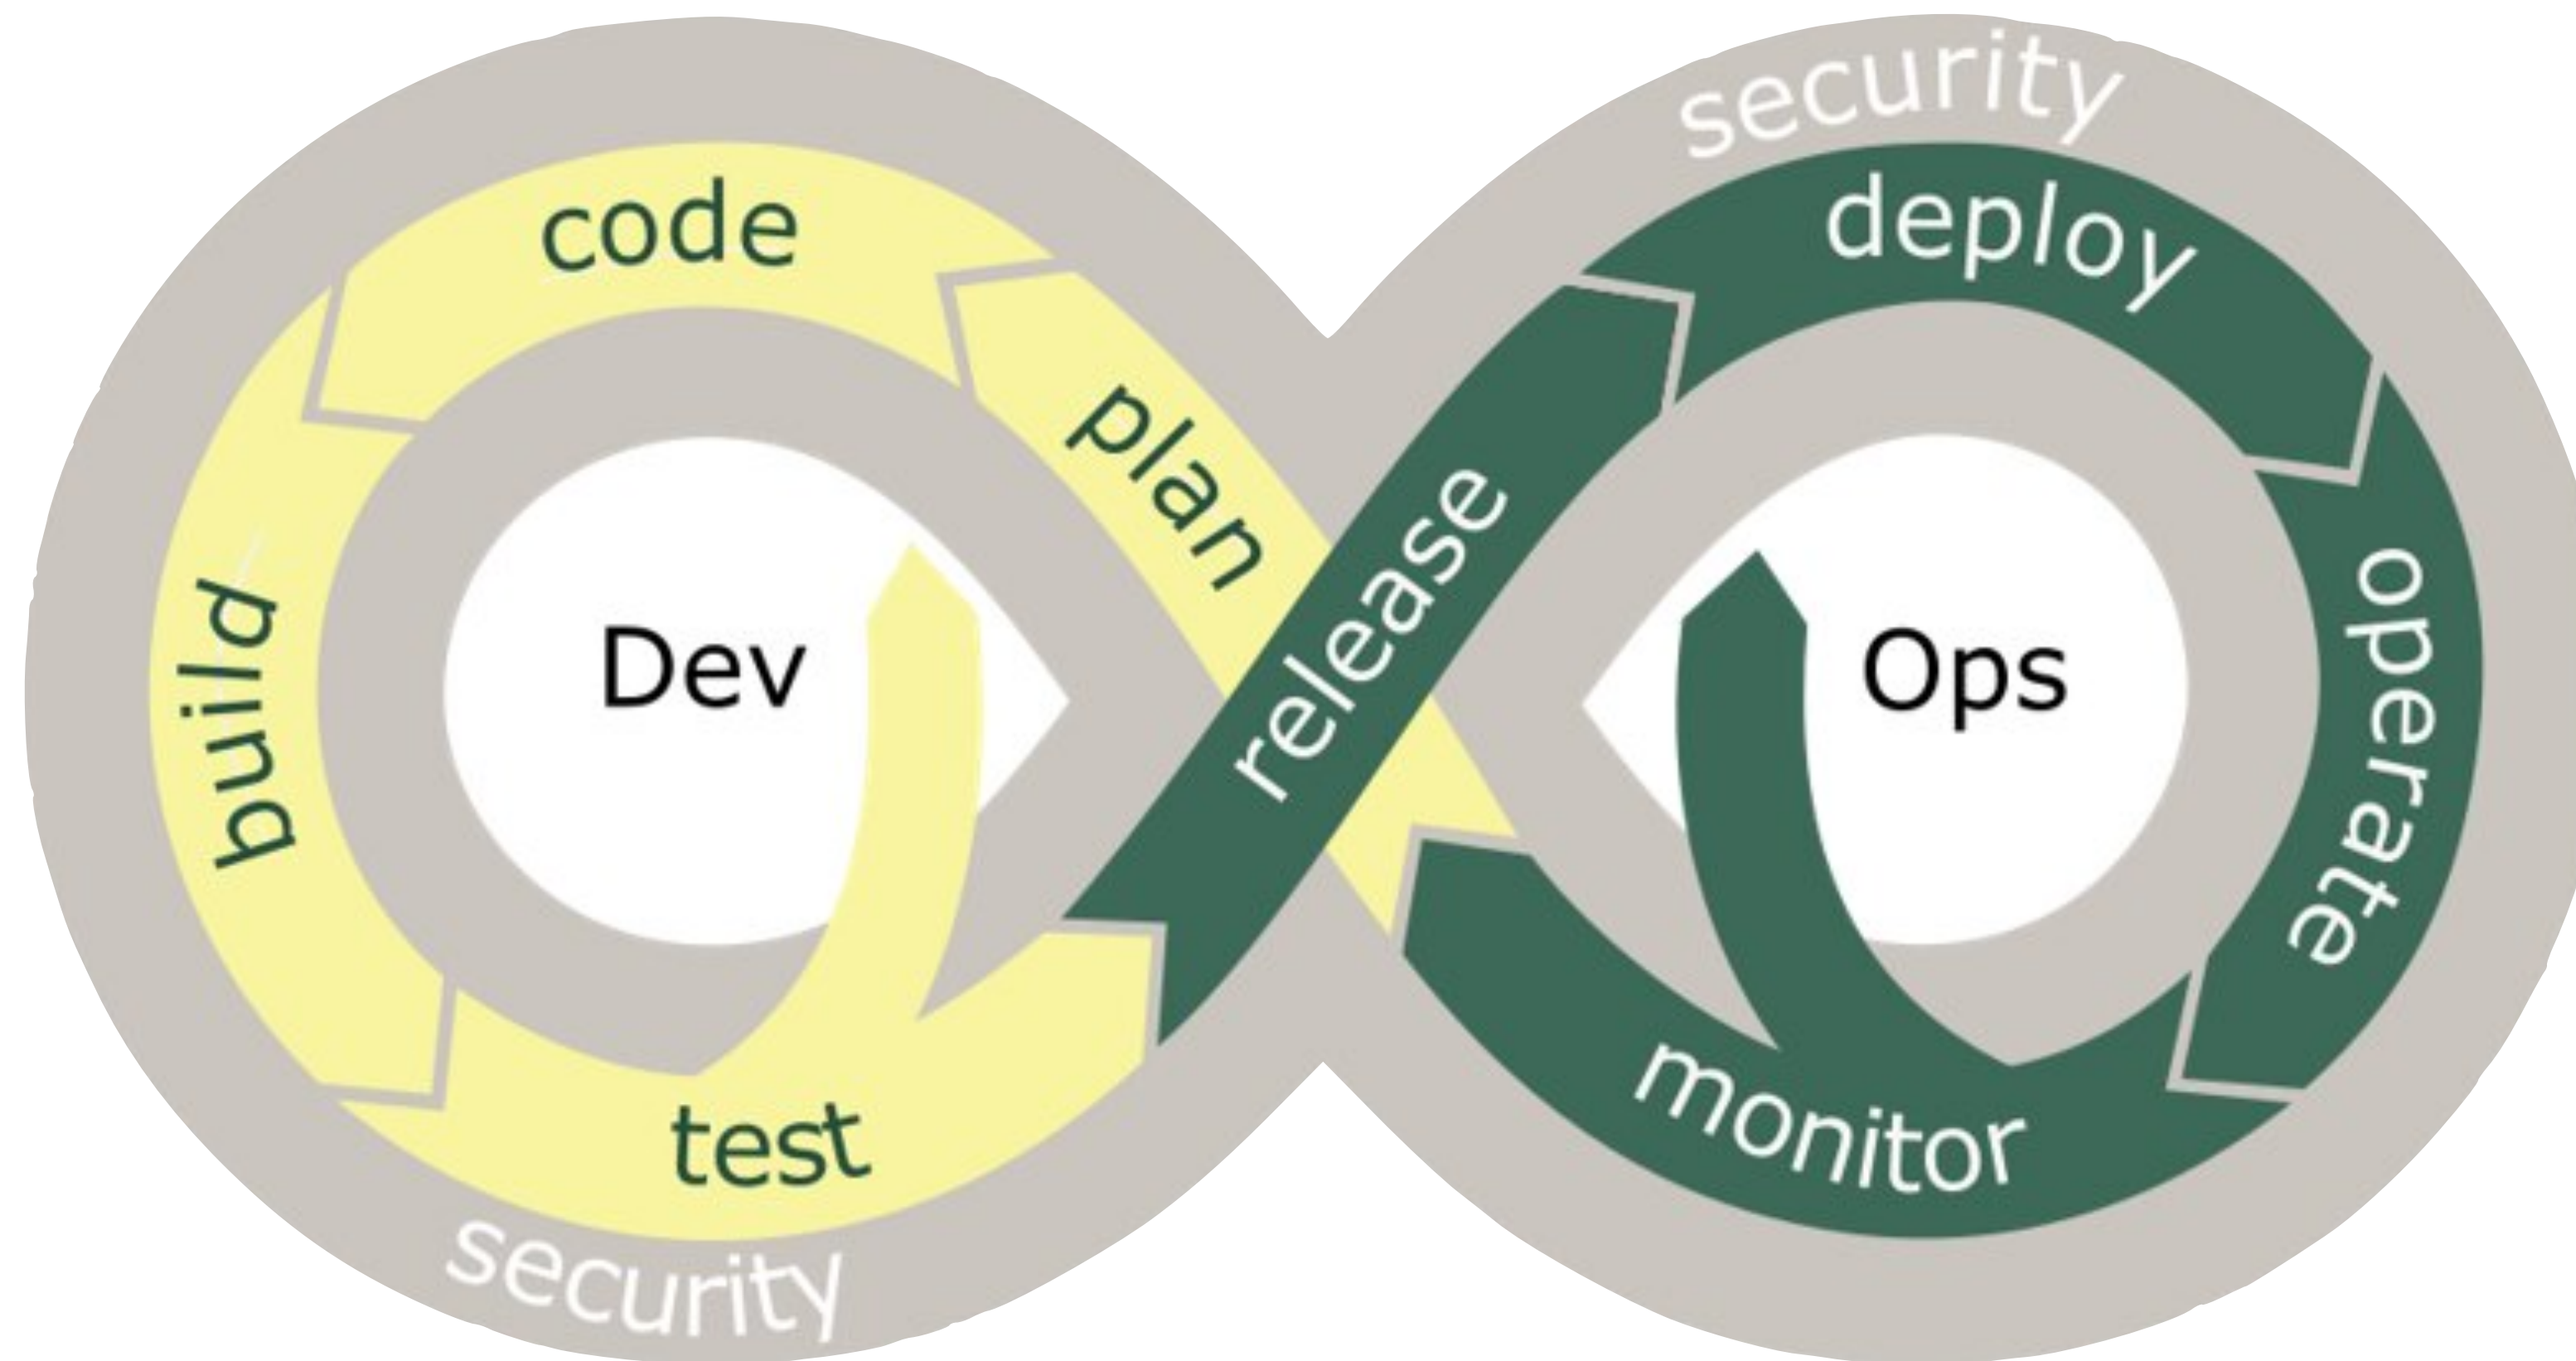 security
code
deploy
plan
release
build
Dev
Ops
operate
test
monitor
security